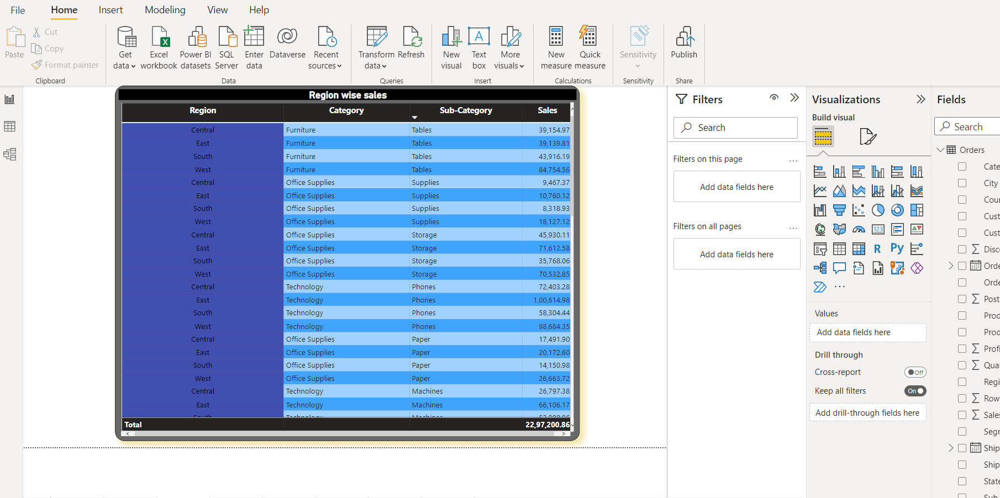 File Home Insert Modeling View Help
Paste
Cut
Copy
Format painter
Clipboard
Get data
Excel workbook
Power BI datasets
SQL Server
Enter data
Dataverse
Recent sources
Data
Transform data
Refresh
Queries
New visual
Text box
More visuals
Insert
New measure
Quick measure
Calculations
Sensitivity
Sensitivity
Publish
Share
Region wise sales
Region Category Sub-Category Sales
Central Furniture Tables 39,154.97
East Furniture Tables 39,139.81
South Furniture Tables 43,916.19
West Furniture Tables 84,754.56
Central Office Supplies Supplies 9,467.37
East Office Supplies Supplies 10,760.12
South Office Supplies Supplies 8,318.93
West Office Supplies Supplies 18,127.12
Central Office Supplies Storage 45,930.11
East Office Supplies Storage 71,612.58
South Office Supplies Storage 35,768.06
West Office Supplies Storage 70,532.85
Central Technology Phones 72,403.28
East Technology Phones 1,00,614.98
South Technology Phones 58,304.44
West Technology Phones 98,684.35
Central Office Supplies Paper 17,491.90
East Office Supplies Paper 20,172.60
South Office Supplies Paper 14,150.98
West Office Supplies Paper 26,663.72
Central Technology Machines 26,797.38
East Technology Machines 66,106.17
South Technology Machines
Total 22,97,200.86
Filters
Search
Filters on this page ...
Add data fields here
Filters on all pages ...
Add data fields here
Visualizations
Build visual
123
R Py
...
Values
Add data fields here
Drill through
Cross-report Off
Keep all filters On
Add drill-through fields here
Fields
Search
Orders
Cate
City
Coun
Cust
Cust
Σ Disc
Orde
Orde
Σ Post
Prod
Prod
Σ Profi
Σ Quan
Regi
Σ Row
Σ Sales
Segn
Ship
Ship
State